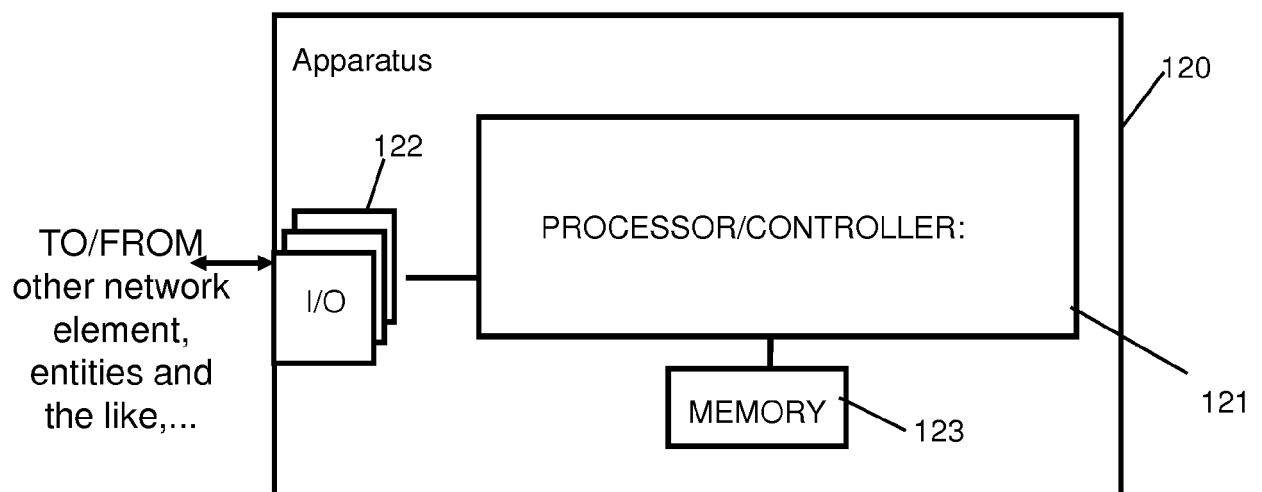 Apparatus
120
122
PROCESSOR/CONTROLLER:
TO/FROM
other network
element,
entities and
the like,...
I/O
121
MEMORY
123